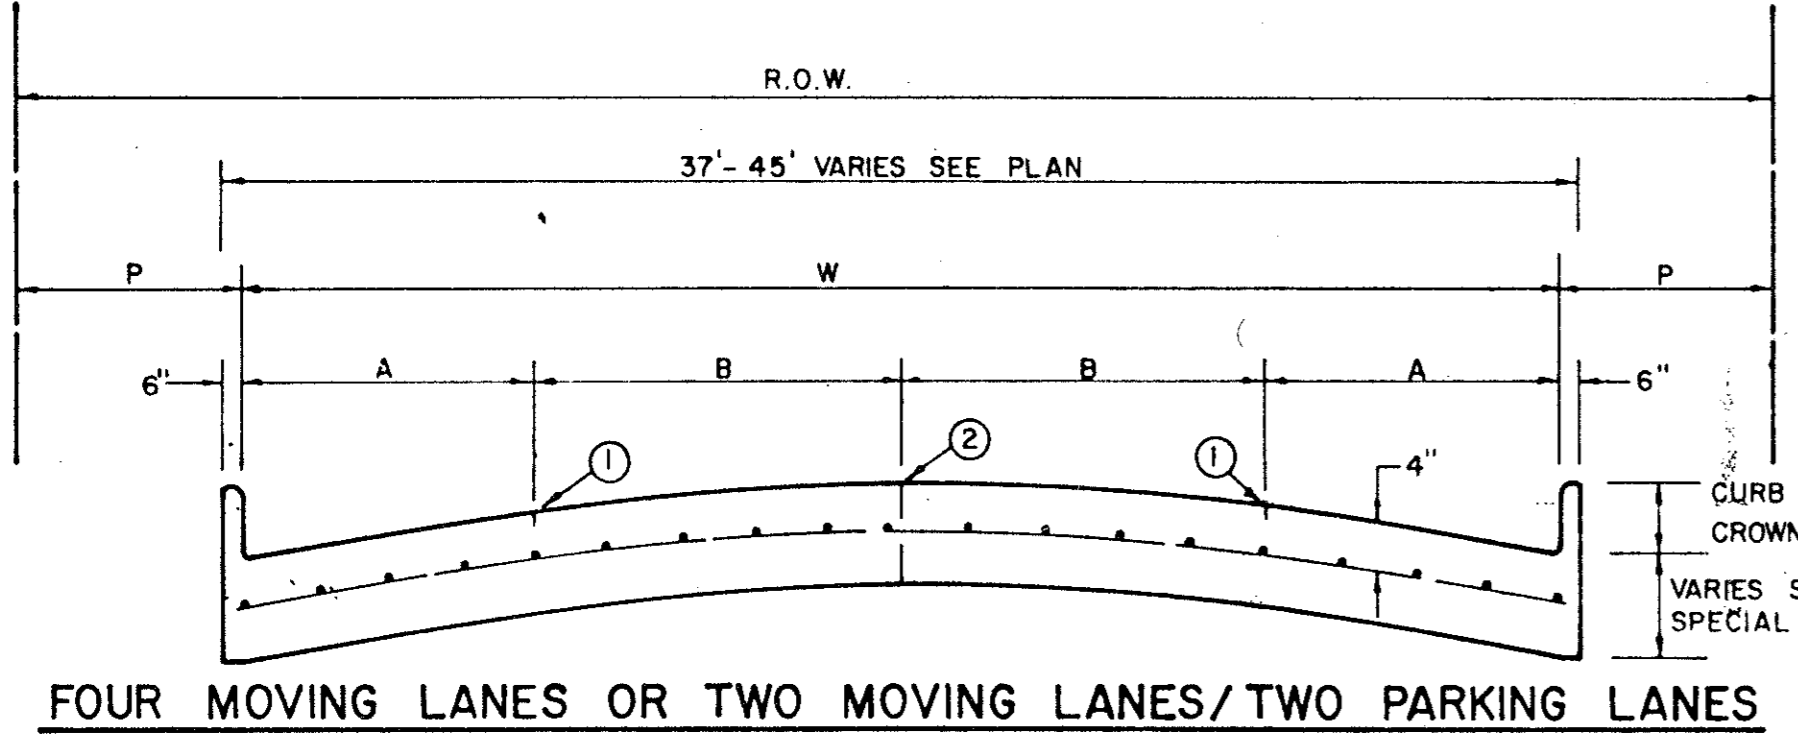 R.O.W.
37'-45' VARIES SEE PLAN
P W P
6" A B B A 6"
1 2 1 4"
CURB
CROWN
VARIES S
SPECIAL
FOUR MOVING LANES OR TWO MOVING LANES/TWO PARKING LANES